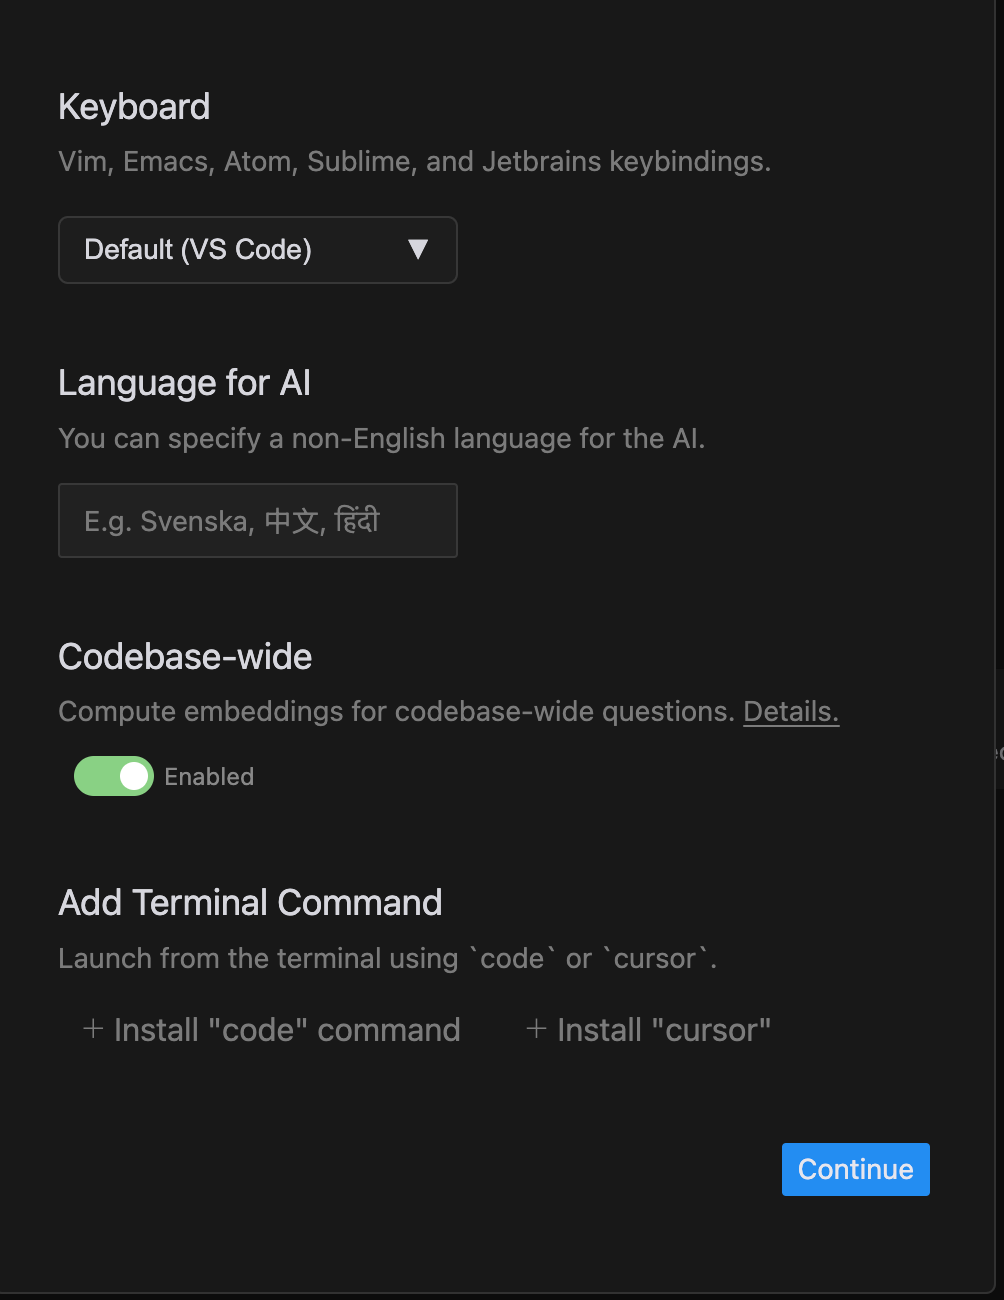 Keyboard
Vim, Emacs, Atom, Sublime, and Jetbrains keybindings.
Default (VS Code) ▼
Language for AI
You can specify a non-English language for the AI.
E.g. Svenska, 中文, हिंदी
Codebase-wide
Compute embeddings for codebase-wide questions. Details.
Enabled
Add Terminal Command
Launch from the terminal using `code` or `cursor`.
+ Install "code" command + Install "cursor"
Continue